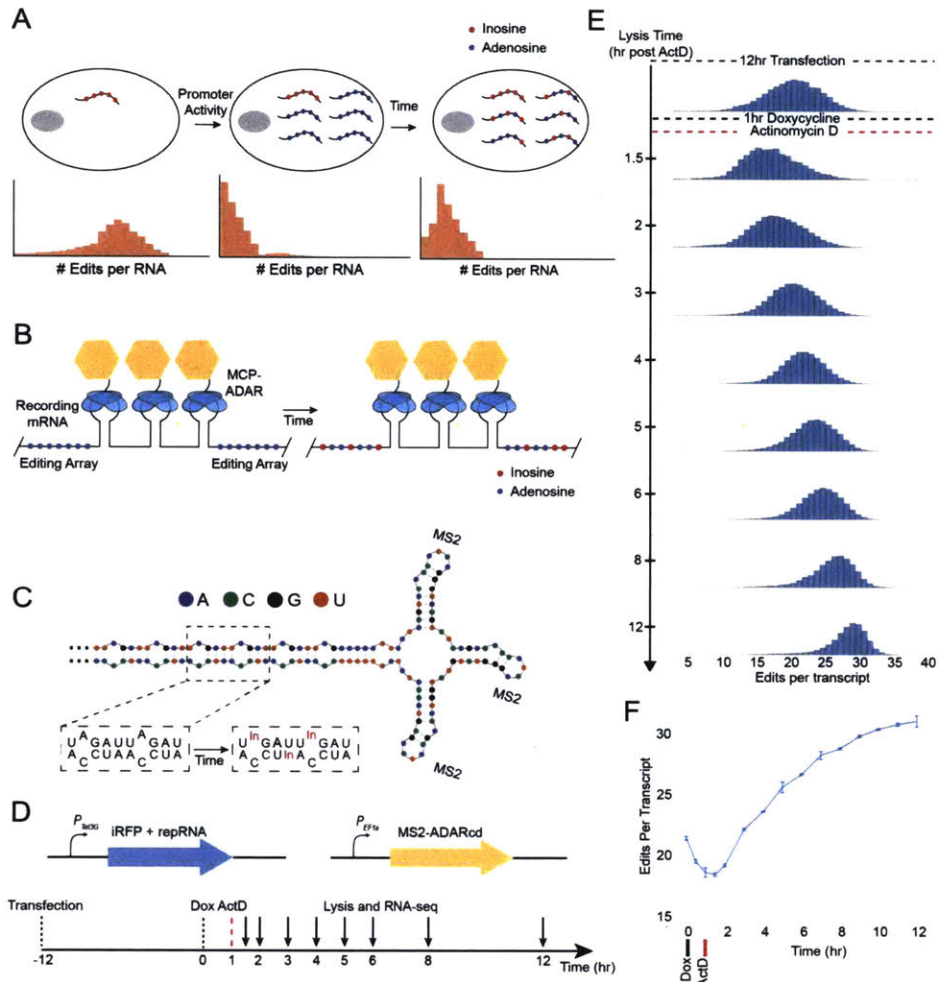 A
Inosine
Adenosine
Promoter
Activity
Time
# Edits per RNA
# Edits per RNA
# Edits per RNA
B
MCP-
ADAR
Recording
mRNA
Time
Editing Array
Editing Array
Inosine
Adenosine
C
A C G U
MS2
MS2
MS2
U A G A U U A G A U
A C C U A A C C U A
Time
U In G A U U In G A U
A C C U In A C C U A
D
iRFP + repRNA
P EF1a
MS2-ADARcd
Transfection
Dox ActD
Lysis and RNA-seq
-12 0 1 2 3 4 5 6 8 12
Time (hr)
E
Lysis Time
(hr post ActD)
12hr Transfection
1hr Doxycycline
Actinomycin D
1.5
2
3
4
5
6
8
12
5 10 15 20 25 30 35 40
Edits per transcript
F
Edits Per Transcript
30
25
20
15
0 2 4 6 8 10 12
Time (hr)
Dox
ActD